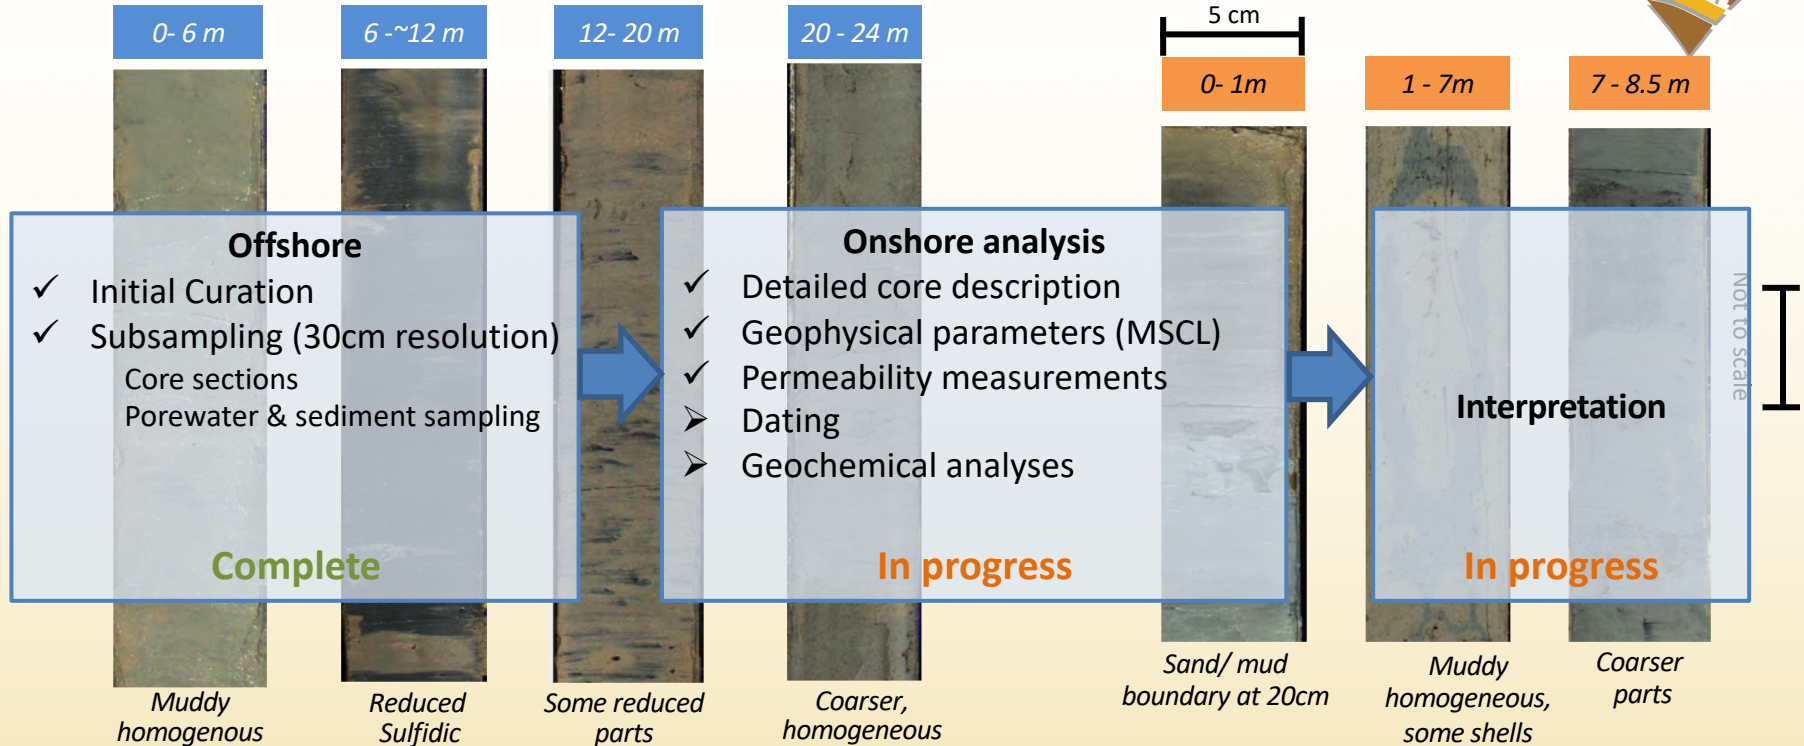 0- 6 m
6 -~12 m
12- 20 m
20 - 24 m
5 cm
0- 1m
1 - 7m
7 - 8.5 m
Offshore
✓ Initial Curation
✓ Subsampling (30cm resolution)
Core sections
Porewater & sediment sampling
Complete
Onshore analysis
✓ Detailed core description
✓ Geophysical parameters (MSCL)
✓ Permeability measurements
➢ Dating
➢ Geochemical analyses
In progress
Interpretation
In progress
Not to scale
Muddy
homogenous
Reduced
Sulfidic
Some reduced
parts
Coarser,
homogeneous
Sand/ mud
boundary at 20cm
Muddy
homogeneous,
some shells
Coarser
parts